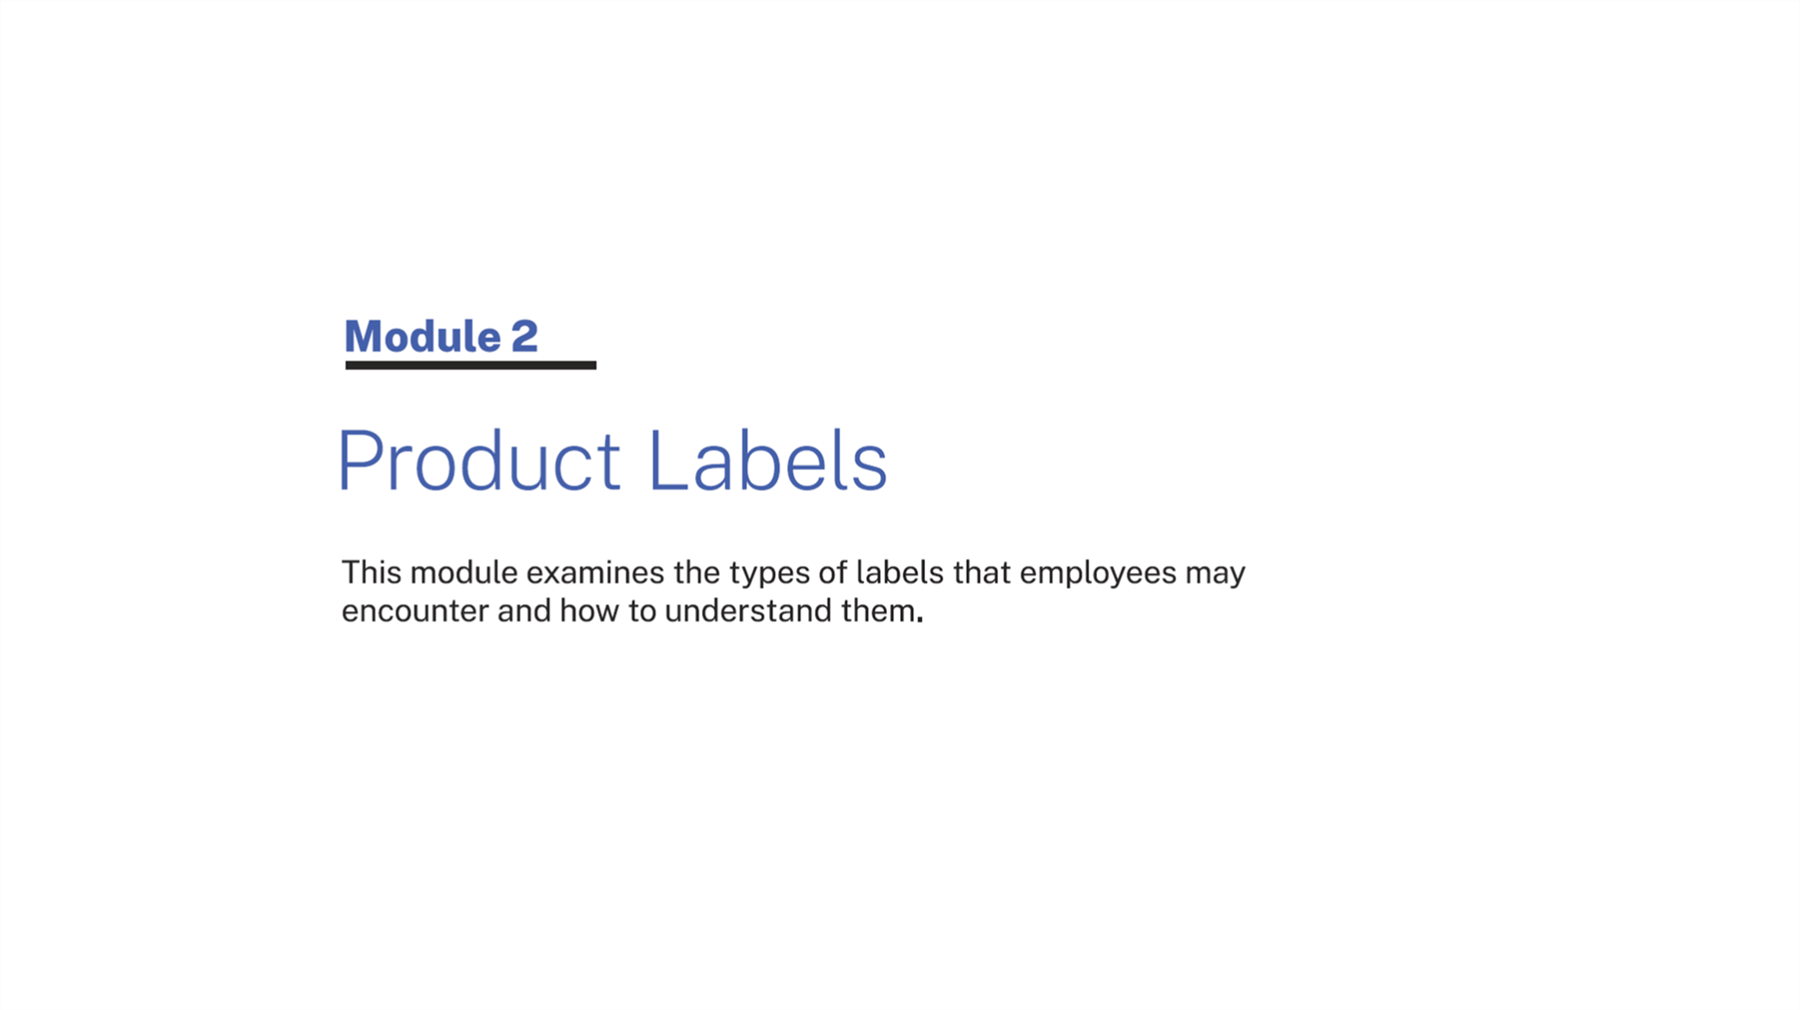 Module 2
Product Labels
This module examines the types of labels that employees may
encounter and how to understand them.